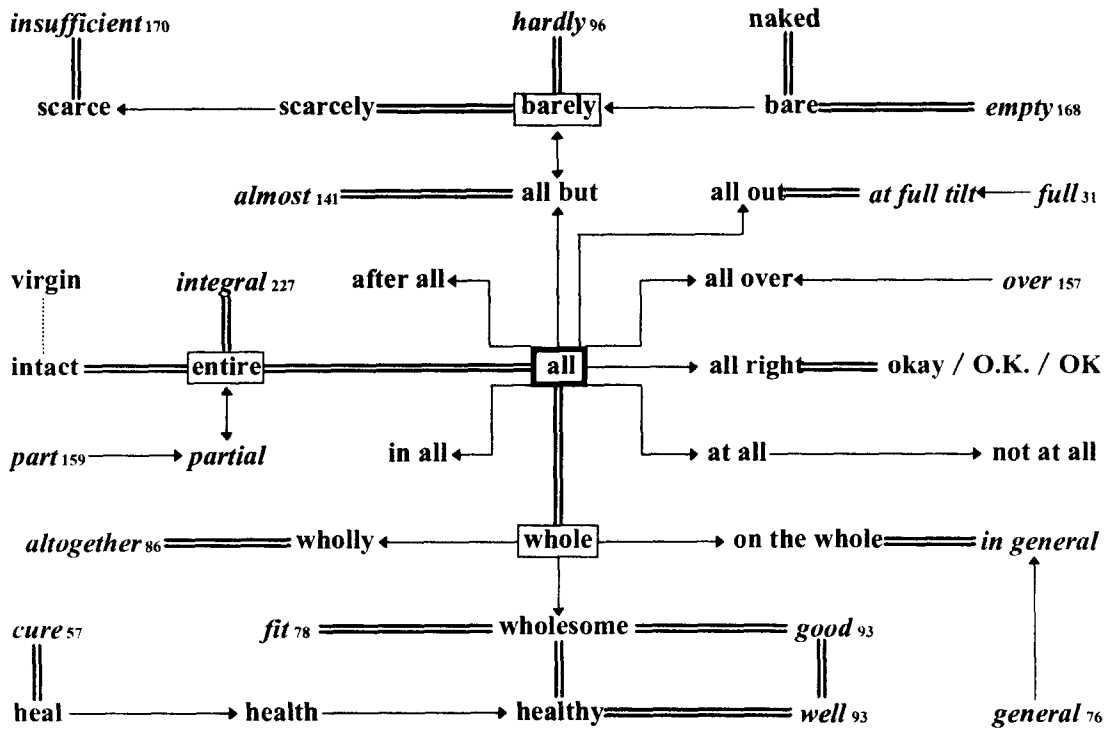 insufficient 170 hardly 96 naked
scarce scarcely barely bare empty 168
almost 141 all but all out at full tilt full 31
virgin integral 227 after all all over over 157
intact entire all all right okay / O.K. / OK
part 159 partial in all at all not at all
altogether 86 wholly whole on the whole in general
cure 57 fit 78 wholesome good 93
heal health healthy well 93 general 76